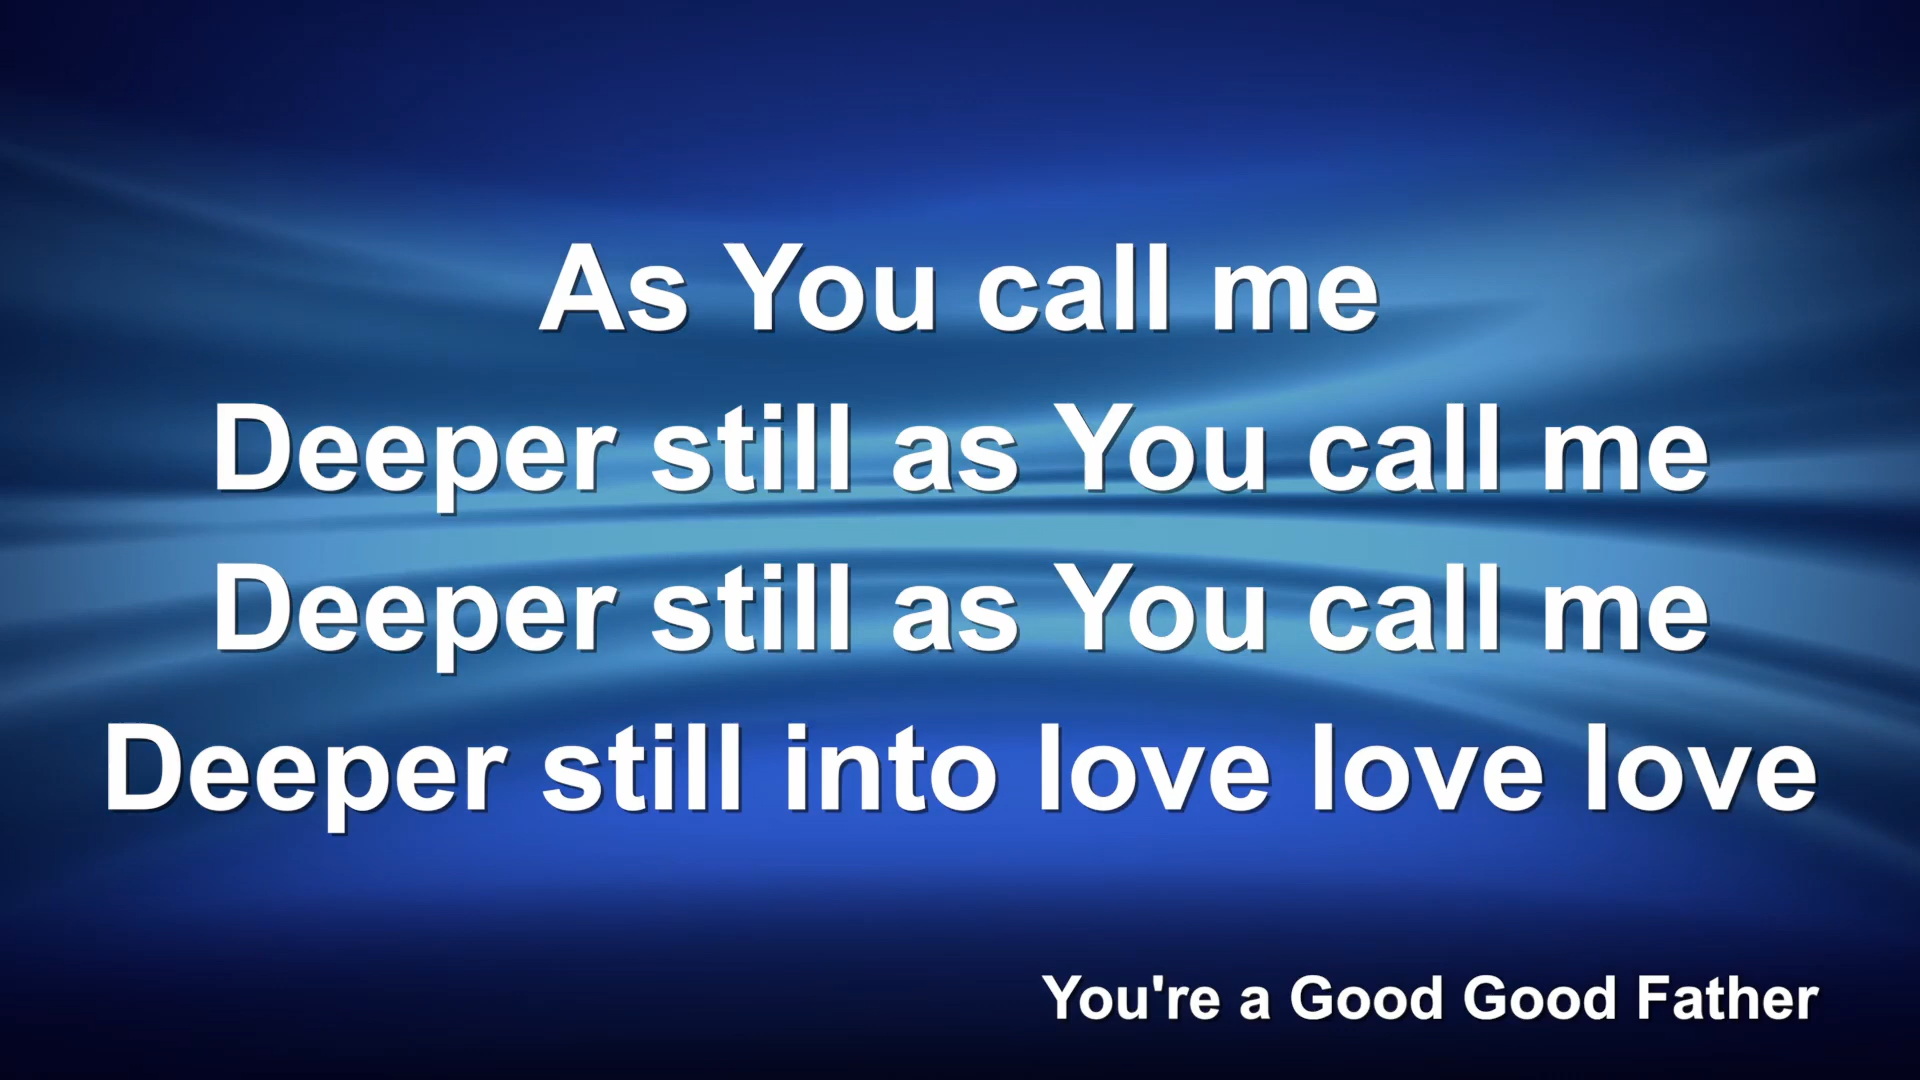 As You call me
Deeper still as You call me
Deeper still as You call me
Deeper still into love love love
You're a Good Good Father